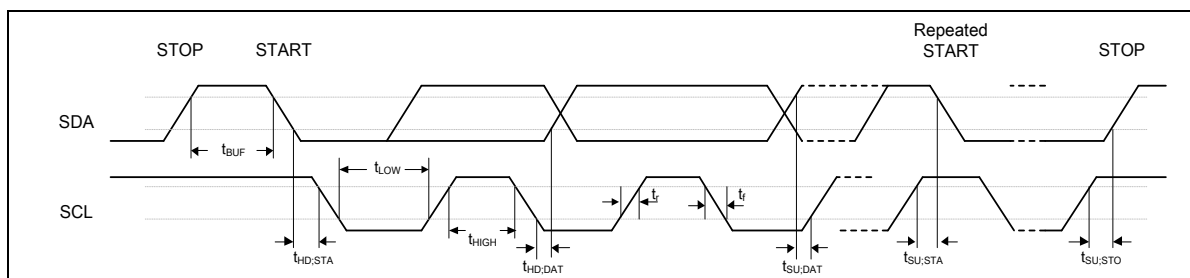 Repeated
STOP START START STOP
SDA
tBUF
tLOW
SCL
tr tf
tHIGH
tHD;STA tHD;DAT tSU;DAT tSU;STA tSU;STO